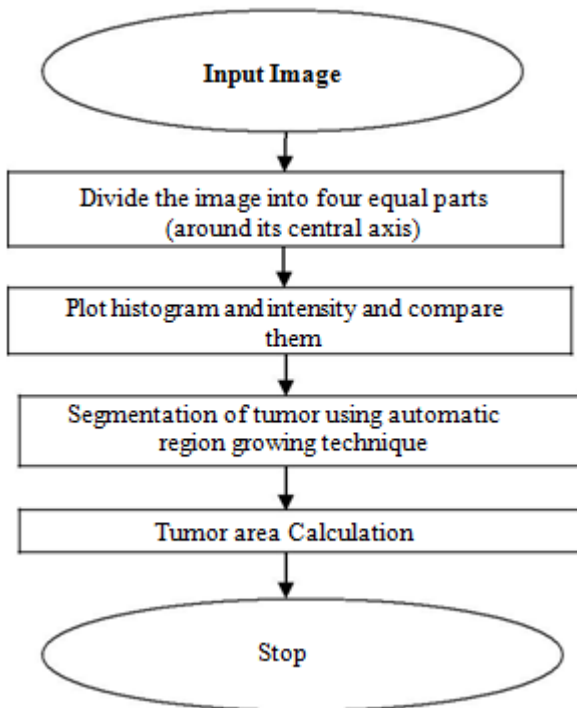 Input Image
Divide the image into four equal parts
(around its central axis)
Plot histogram and intensity and compare
them
Segmentation of tumor using automatic
region growing technique
Tumor area Calculation
Stop